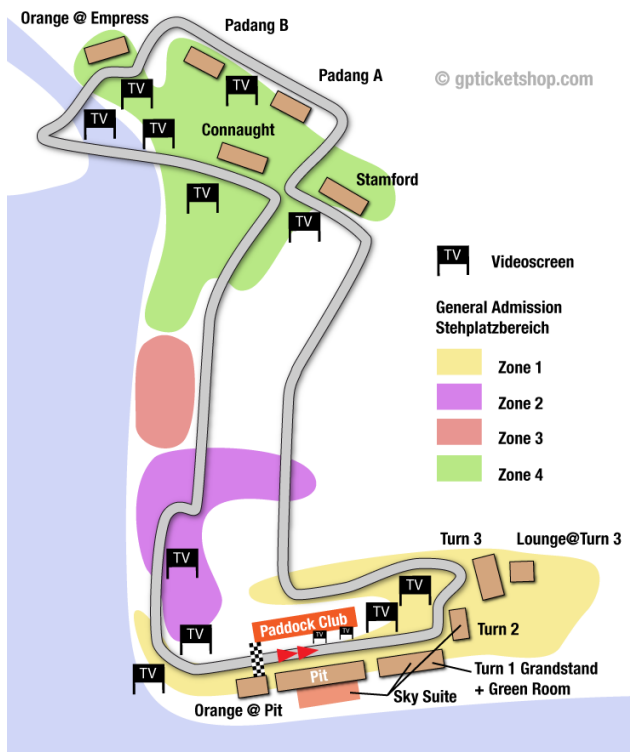 Orange @ Empress
Padang B
Padang A
© gpticketshop.com
TV
TV
TV
TV
Connaught
Stamford
TV
TV
TV
Videoscreen
General Admission
Stehplatzbereich
Zone 1
Zone 2
Zone 3
Zone 4
Turn 3
Lounge@Turn 3
TV
TV
TV
Paddock Club
TV
TV
TV
Turn 2
TV
Pit
Turn 1 Grandstand
+ Green Room
Sky Suite
Orange @ Pit